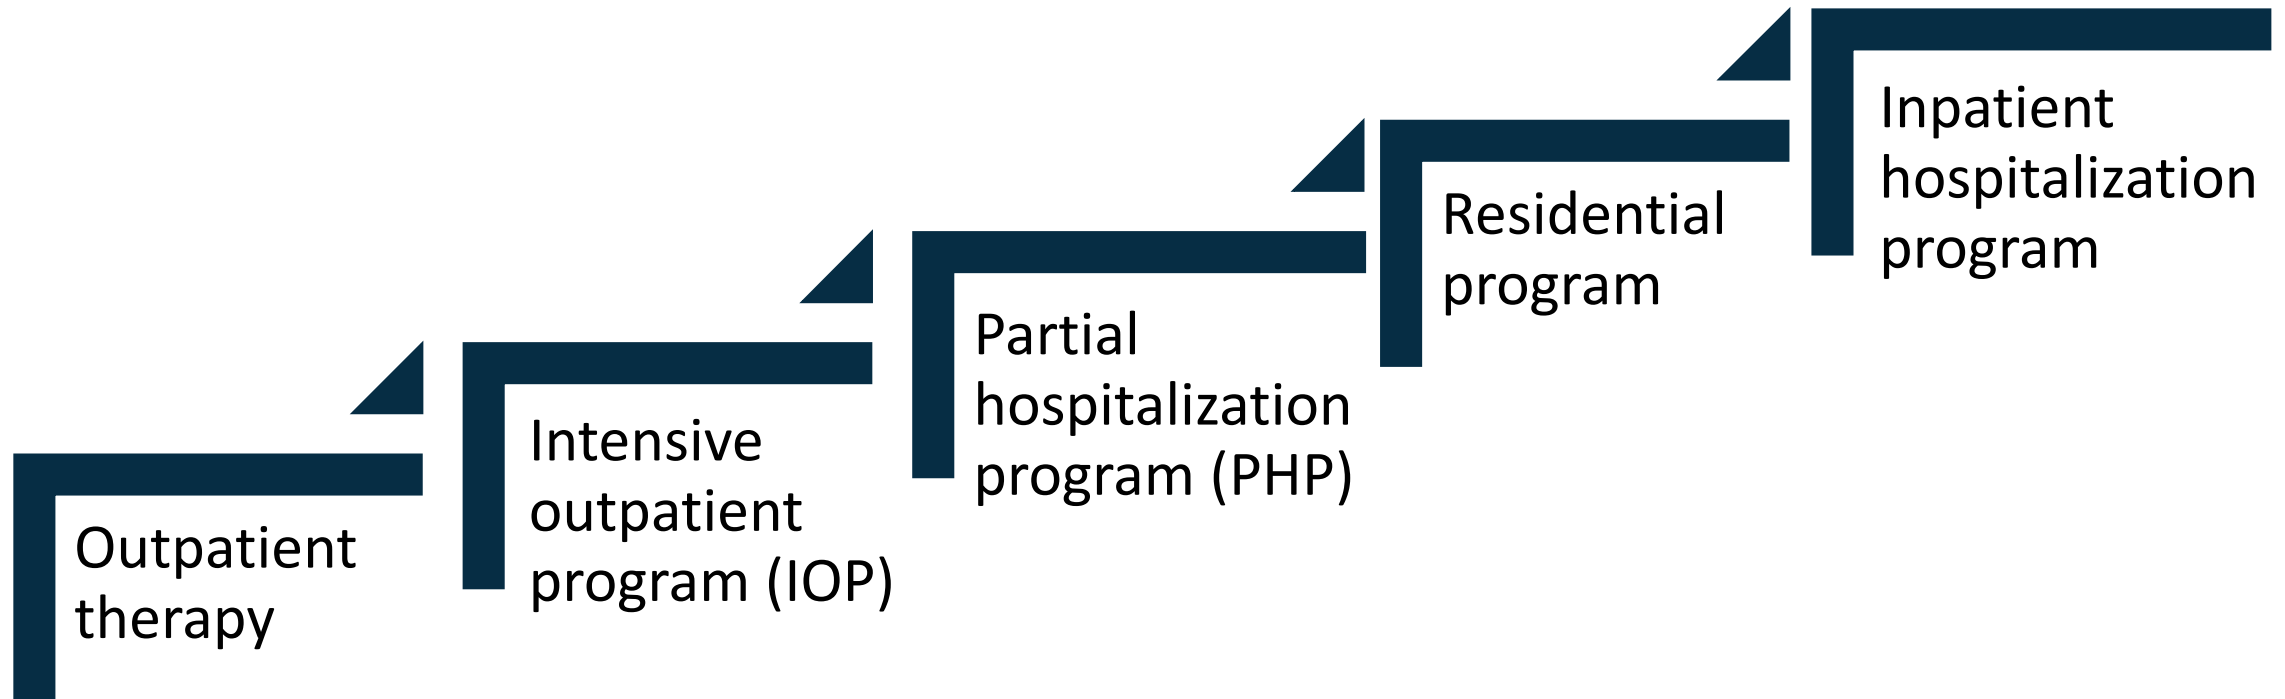 Outpatient
therapy
Intensive
outpatient
program (IOP)
Partial
hospitalization
program (PHP)
Residential
program
Inpatient
hospitalization
program